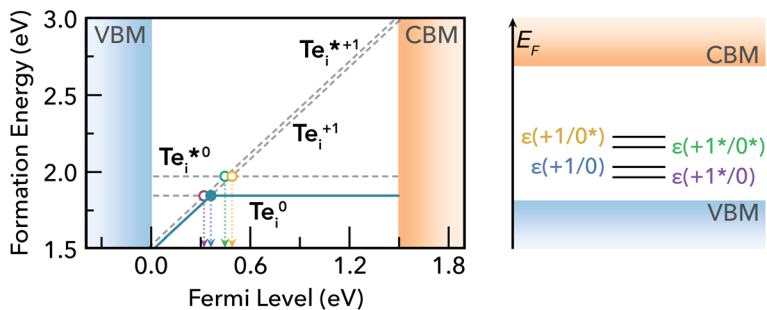 3.0
2.5
2.0
1.5
Formation Energy (eV)
VBM
CBM
Te_i*^{+1}
Te_i^{+1}
Te_i*^0
Te_i^0
0.0 0.6 1.2 1.8
Fermi Level (eV)
E_F
CBM
ε(+1/0*)
ε(+1*/0*)
ε(+1/0)
ε(+1*/0)
VBM